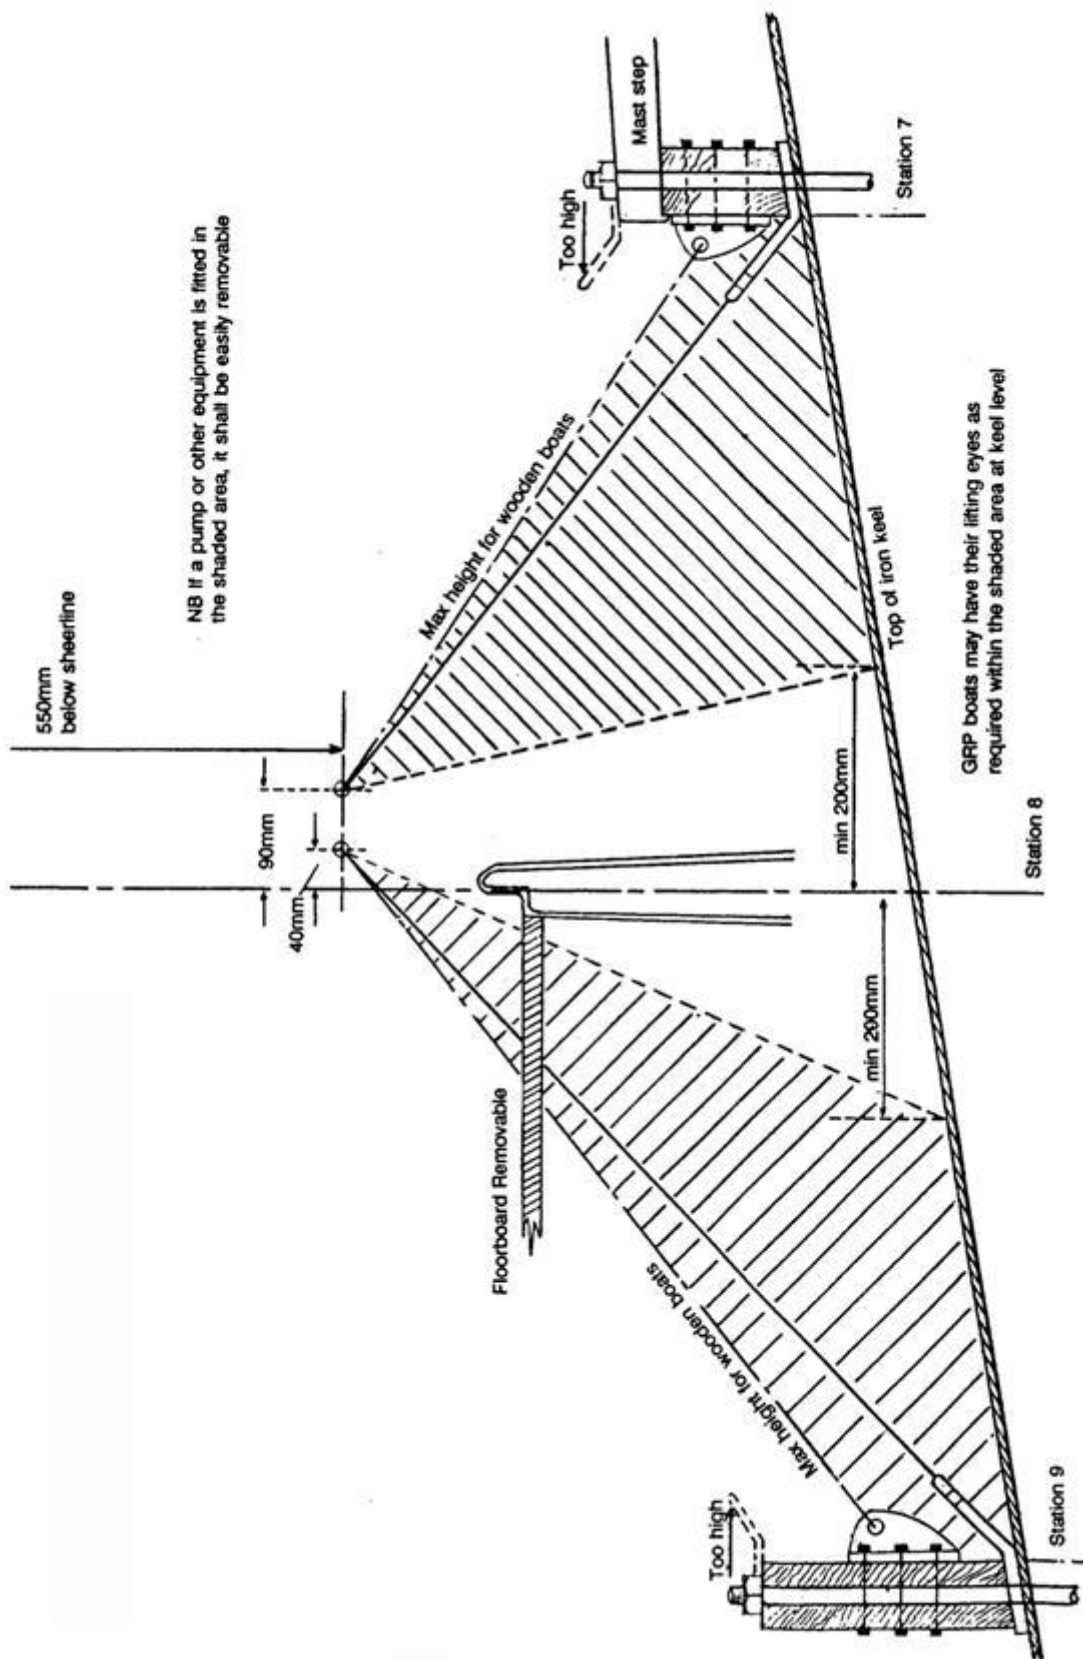 550mm
below sheerline
NB If a pump or other equipment is fitted in
the shaded area, it shall be easily removable
90mm
40mm
Too high
Mast step
Max height for wooden boats
Floorboard Removable
Max height for wooden boats
Too high
min 200mm
min 200mm
Top of iron keel
GRP boats may have their lifting eyes as
required within the shaded area at keel level
Station 9
Station 8
Station 7